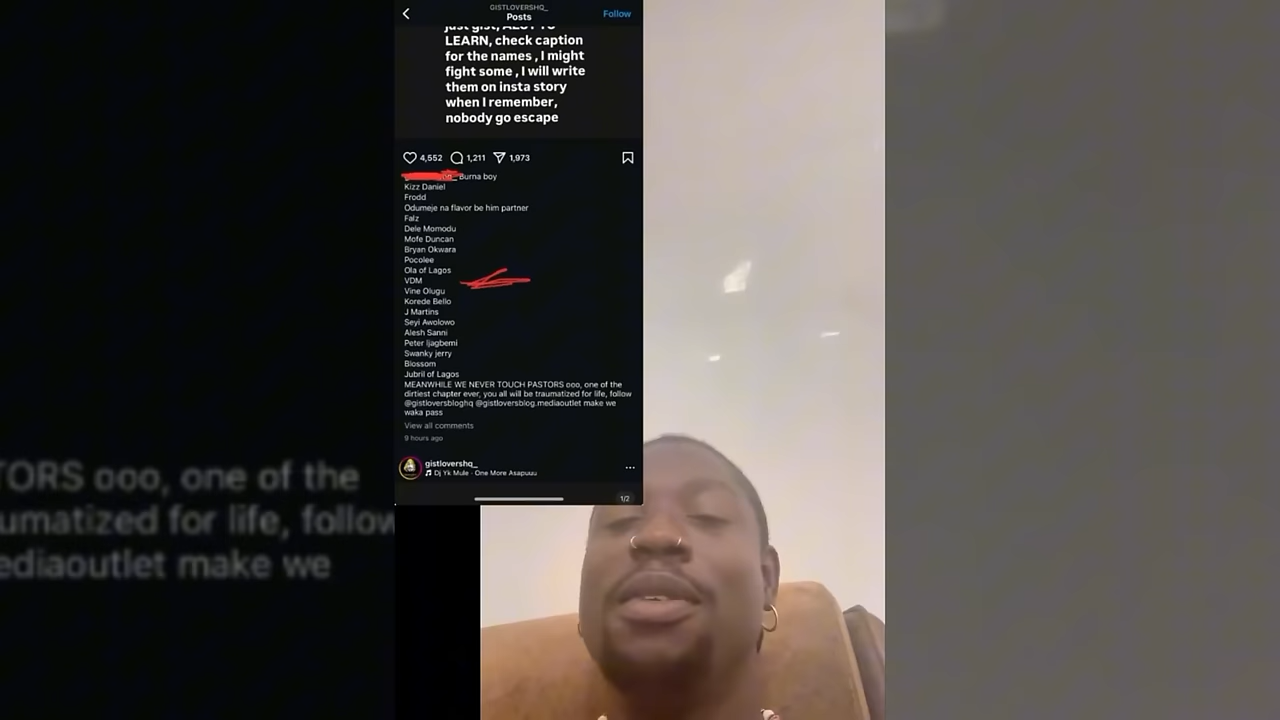 GISTLOVERSHQ_
Posts
Follow
LEARN, check caption
for the names , I might
fight some , I will write
them on insta story
when I remember,
nobody go escape
4,552
1,211
1,973
Burna boy
Kizz Daniel
Frodd
Odumeje na flavor be him partner
Falz
Dele Momodu
Mofe Duncan
Bryan Okwara
Pocolee
Ola of Lagos
VDM
Vine Olugu
Korede Bello
J Martins
Seyi Awolowo
Alesh Sanni
Peter Ijagbemi
Swanky jerry
Blossom
Jubril of Lagos
MEANWHILE WE NEVER TOUCH PASTORS ooo, one of the
dirtiest chapter ever, you all will be traumatized for life, follow
@gistloversbloghq @gistloversblog.mediaoutlet make we
waka pass
View all comments
9 hours ago
gistlovershq_
Dj Yk Mule · One More Asapuuu
1/2
TORS ooo, one of the
umatized for life, follow
ediaoutlet make we